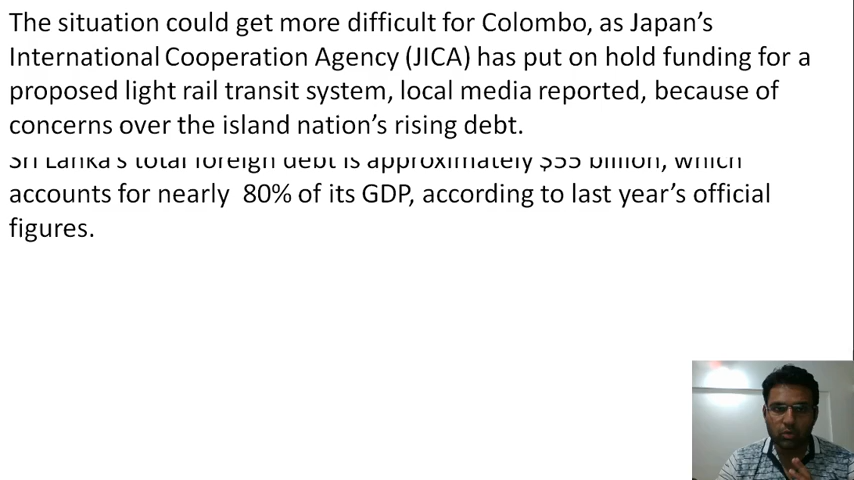 The situation could get more difficult for Colombo, as Japan’s
International Cooperation Agency (JICA) has put on hold funding for a
proposed light rail transit system, local media reported, because of
concerns over the island nation’s rising debt.
Sri Lanka’s total foreign debt is approximately $55 billion, which
accounts for nearly 80% of its GDP, according to last year’s official
figures.